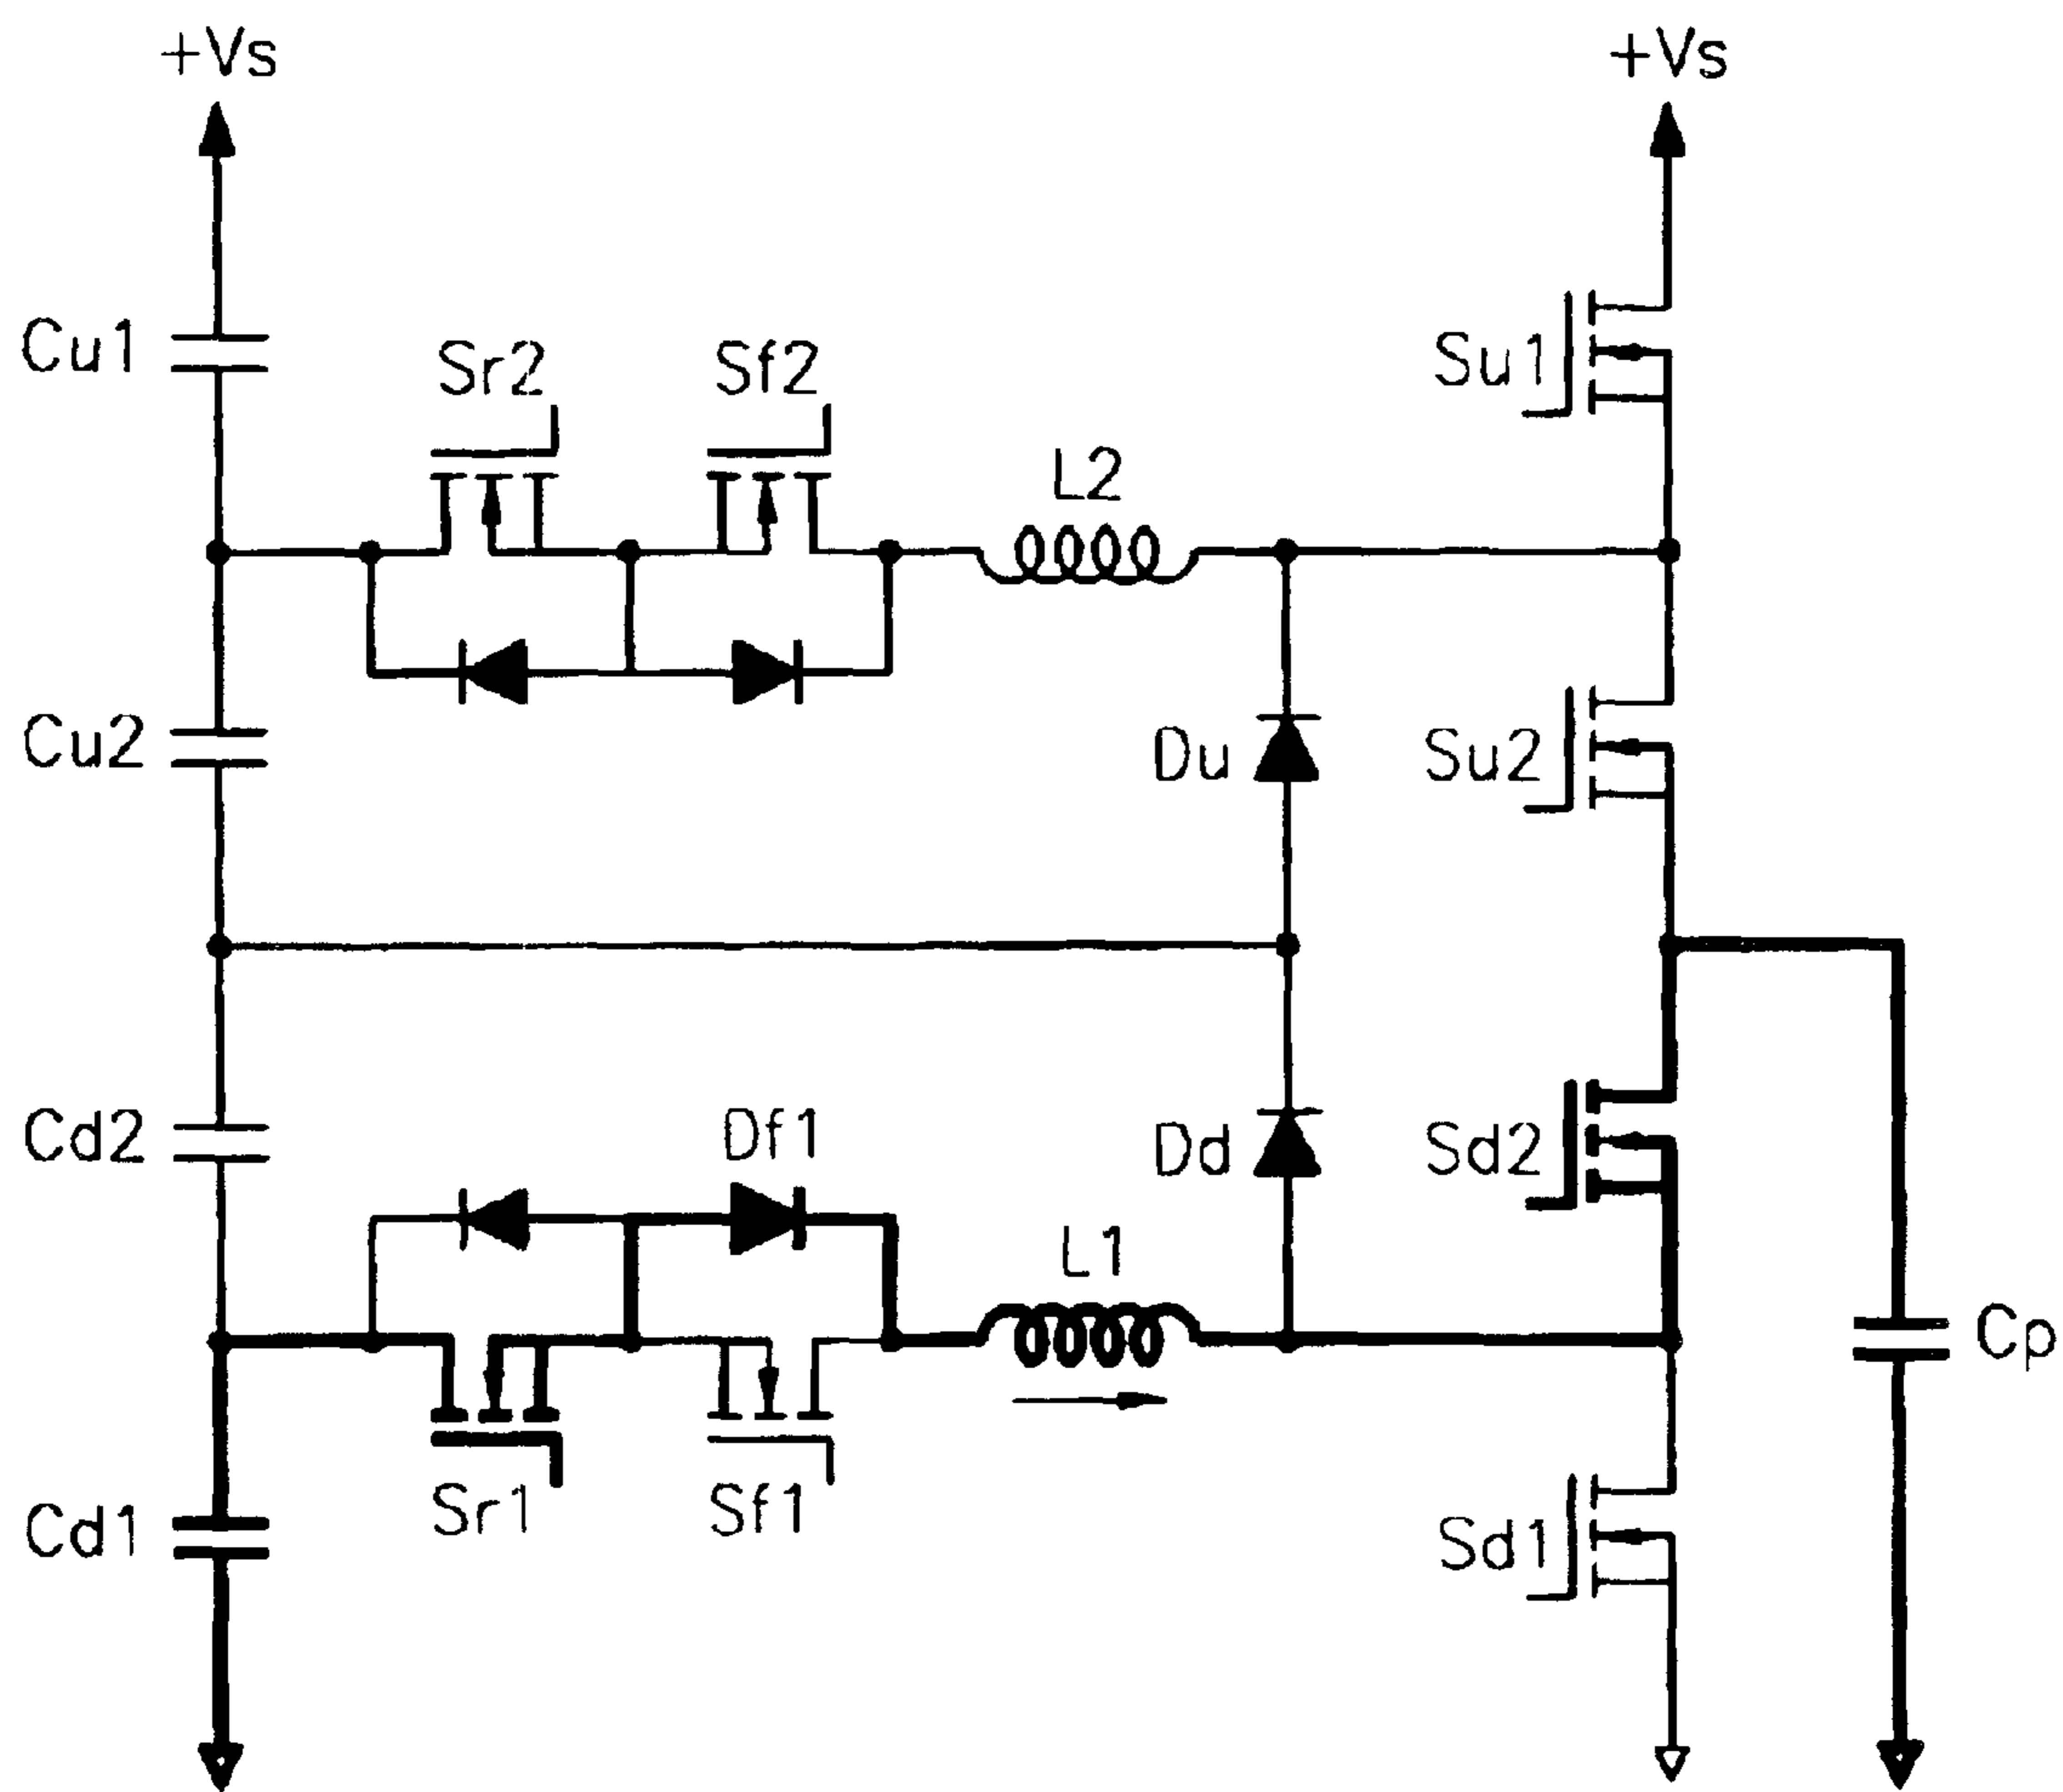 +Vs
+Vs
Cu1
Sr2
Sf2
Su1
L2
Cu2
Du
Su2
Cd2
Df1
Dd
Sd2
L1
Cp
Cd1
Sr1
Sf1
Sd1